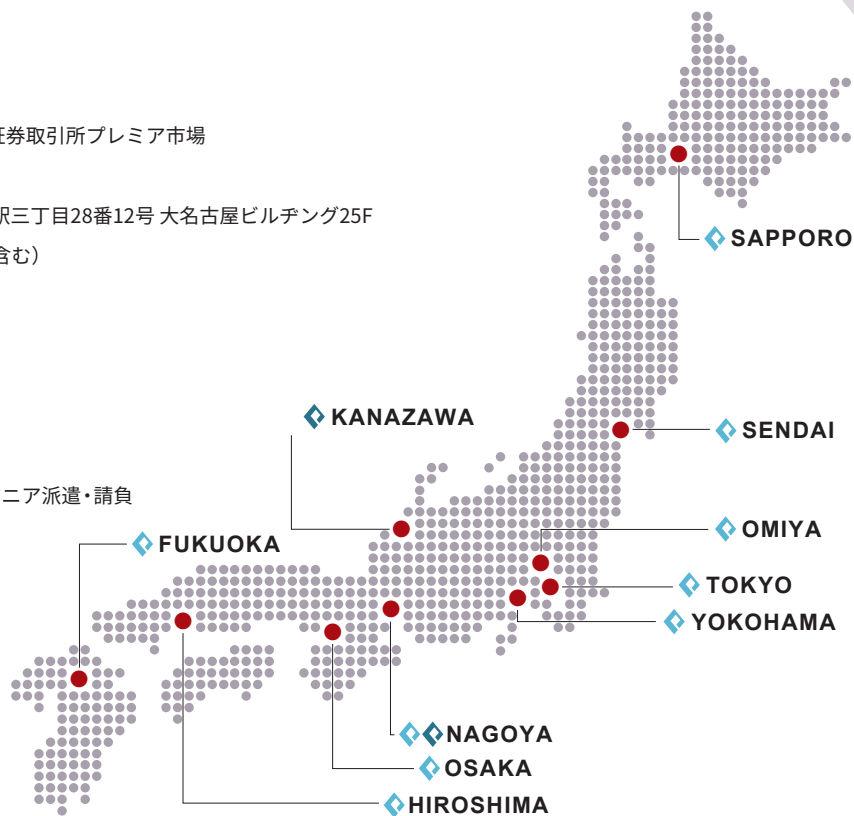 証券取引所プレミア市場
駅三丁目28番12号 大名古屋ビルヂング25F
含む）
SAPPORO
KANAZAWA
SENDAI
ニア派遣・請負
OMIYA
FUKUOKA
TOKYO
YOKOHAMA
NAGOYA
OSAKA
HIROSHIMA